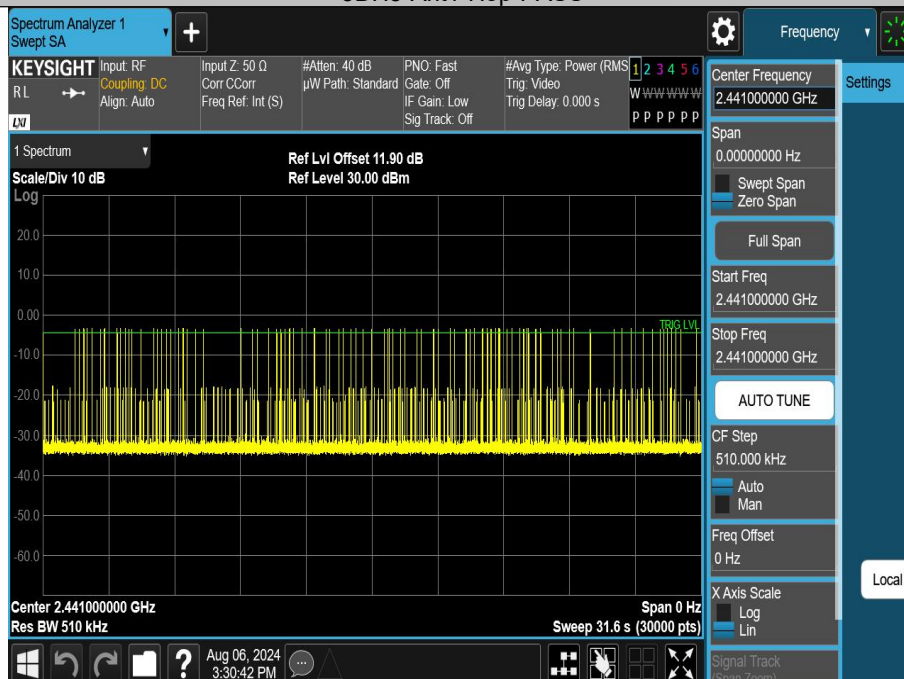 Spectrum Analyzer 1
Swept SA
+
Frequency
KEYSIGHT
RL
LXI
Input: RF
Coupling: DC
Align: Auto
Input Z: 50 Ω
Corr CCorr
Freq Ref: Int (S)
#Atten: 40 dB
µW Path: Standard
PNO: Fast
Gate: Off
IF Gain: Low
Sig Track: Off
#Avg Type: Power (RMS
Trig: Video
Trig Delay: 0.000 s
1 2 3 4 5 6
W W W W W W
P P P P P P
Center Frequency
2.441000000 GHz
Settings
Span
0.00000000 Hz
Swept Span
Zero Span
Full Span
Start Freq
2.441000000 GHz
Stop Freq
2.441000000 GHz
AUTO TUNE
CF Step
510.000 kHz
Auto
Man
Freq Offset
0 Hz
X Axis Scale
Log
Lin
Signal Track
(Span Zoom)
Local
1 Spectrum
Scale/Div 10 dB
Ref Lvl Offset 11.90 dB
Ref Level 30.00 dBm
Log
20.0
10.0
0.00
TRIG LVL
-10.0
-20.0
-30.0
-40.0
-50.0
-60.0
Center 2.441000000 GHz
Span 0 Hz
Res BW 510 kHz
Sweep 31.6 s (30000 pts)
?
Aug 06, 2024
3:30:42 PM